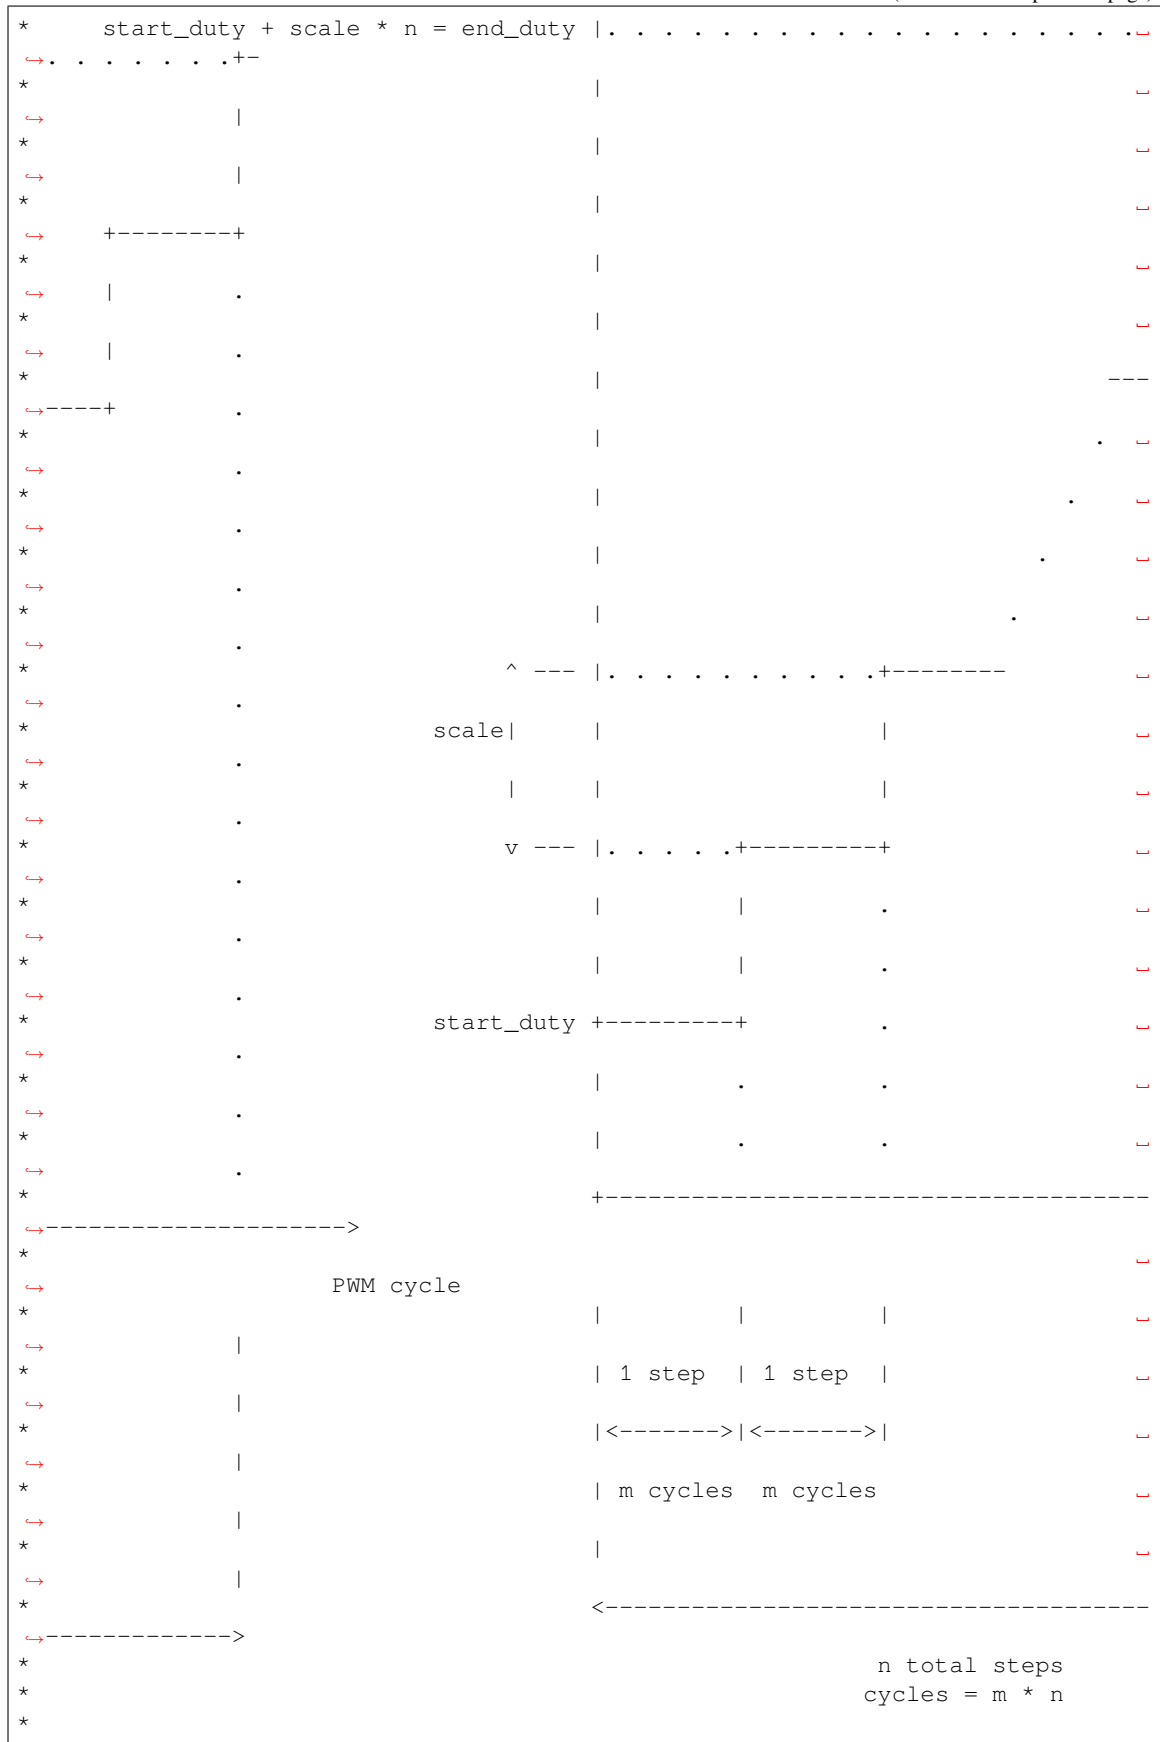 *     start_duty + scale * n = end_duty |. . . . . . . . . . . . . . . . . . .␣
↪. . . . . . .+-
*                                       |                                     ␣
↪             |
*                                       |                                     ␣
↪             |
*                                       |                                     ␣
↪    +--------+
*                                       |                                     ␣
↪    |        .
*                                       |                                     ␣
↪    |        .
*                                       |                                   ---
↪----+        .
*                                       |                                  .  ␣
↪             .
*                                       |                                .    ␣
↪             .
*                                       |                              .      ␣
↪             .
*                                       |                            .        ␣
↪             .
*                                 ^ --- |. . . . . . . . . .+--------         ␣
↪             .
*                            scale|     |                   |                 ␣
↪             .
*                                 |     |                   |                 ␣
↪             .
*                                 v --- |. . . . .+---------+                 ␣
↪             .
*                                       |         |         .                 ␣
↪             .
*                                       |         |         .                 ␣
↪             .
*                            start_duty +---------+         .                 ␣
↪             .
*                                       |         .         .                 ␣
↪             .
*                                       |         .         .                 ␣
↪             .
*                                       +--------------------------------------
↪--------------------->
*                                                                             ␣
↪                    PWM cycle
*                                       |         |         |                 ␣
↪             |
*                                       | 1 step  | 1 step  |                 ␣
↪             |
*                                       |<------->|<------->|                 ␣
↪             |
*                                       | m cycles  m cycles                  ␣
↪             |
*                                       |                                     ␣
↪             |
*                                       <--------------------------------------
↪------------->
*                                                           n total steps
*                                                          cycles = m * n
*